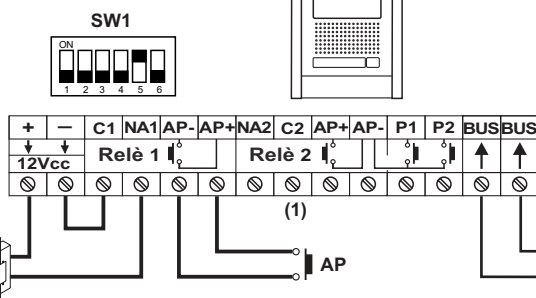 SW1
ON
1 2 3 4 5 6
+ — C1 NA1 AP- AP+ NA2 C2 AP+ AP- P1 P2 BUS BUS
12Vcc Relè 1 Relè 2
(1)
AP